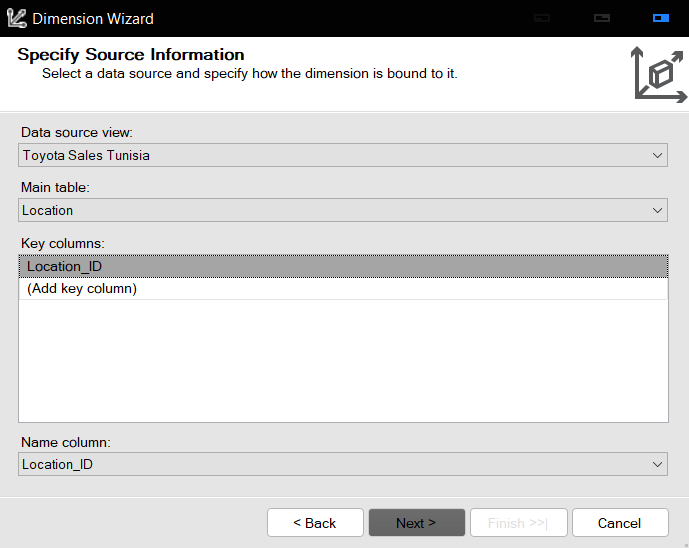 Dimension Wizard
Specify Source Information
Select a data source and specify how the dimension is bound to it.
Data source view:
Toyota Sales Tunisia
Main table:
Location
Key columns:
Location_ID
(Add key column)
Name column:
Location_ID
< Back Next > Finish >>| Cancel